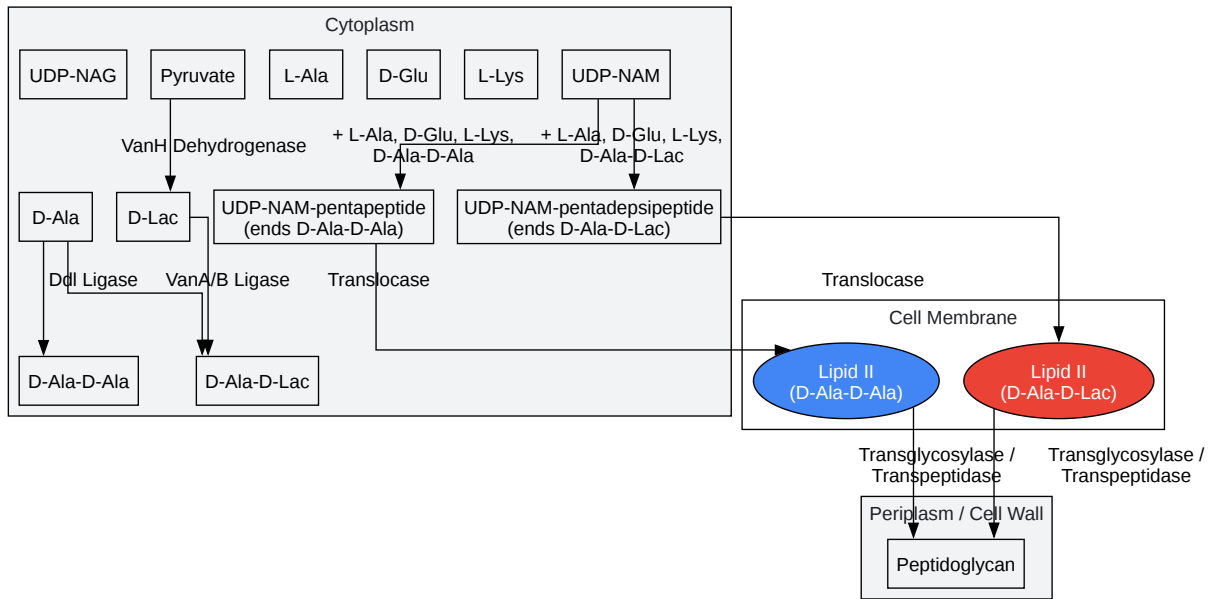 Cytoplasm
UDP-NAG
Pyruvate
L-Ala
D-Glu
L-Lys
UDP-NAM
VanH Dehydrogenase
+ L-Ala, D-Glu, L-Lys,
D-Ala-D-Ala
+ L-Ala, D-Glu, L-Lys,
D-Ala-D-Lac
D-Ala
D-Lac
UDP-NAM-pentapeptide
(ends D-Ala-D-Ala)
UDP-NAM-pentadepsipeptide
(ends D-Ala-D-Lac)
Ddl Ligase
VanA/B Ligase
Translocase
Translocase
D-Ala-D-Ala
D-Ala-D-Lac
Cell Membrane
Lipid II
(D-Ala-D-Ala)
Lipid II
(D-Ala-D-Lac)
Transglycosylase /
Transpeptidase
Transglycosylase /
Transpeptidase
Periplasm / Cell Wall
Peptidoglycan